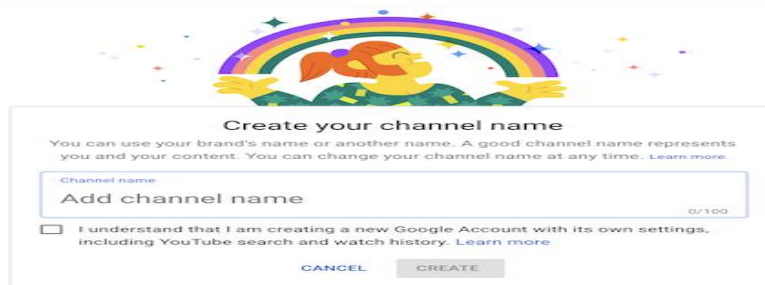 Create your channel name
You can use your brand's name or another name. A good channel name represents
you and your content. You can change your channel name at any time. Learn more
Channel name
Add channel name
0/100
I understand that I am creating a new Google Account with its own settings,
including YouTube search and watch history. Learn more
CANCEL CREATE